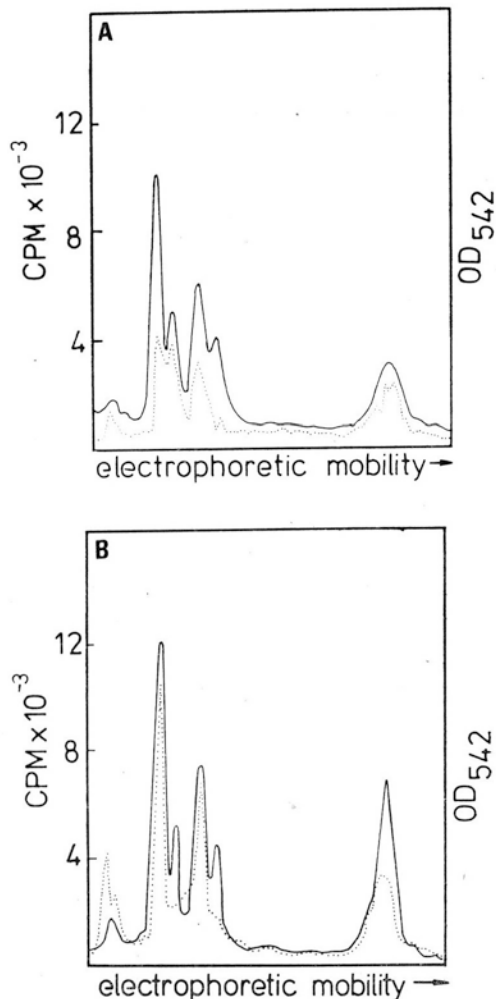 A
12
8
4
CPM x 10⁻³
OD542
electrophoretic mobility→
B
12
8
4
CPM x 10⁻³
OD542
electrophoretic mobility→